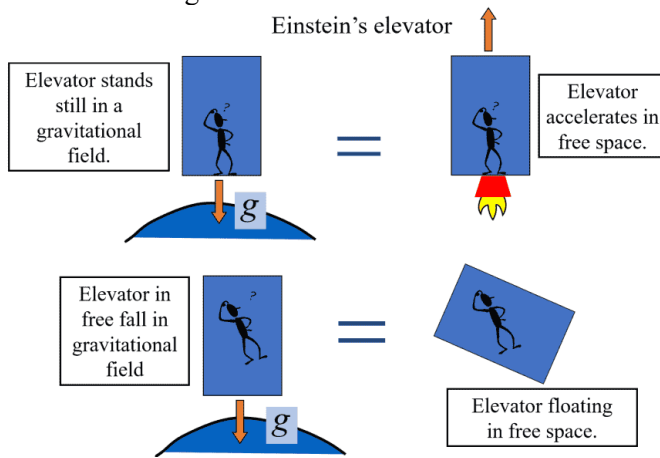 Einstein's elevator
Elevator stands
still in a
gravitational
field.
?
g
=
?
Elevator
accelerates in
free space.
Elevator in
free fall in
gravitational
field
?
g
=
Elevator floating
in free space.